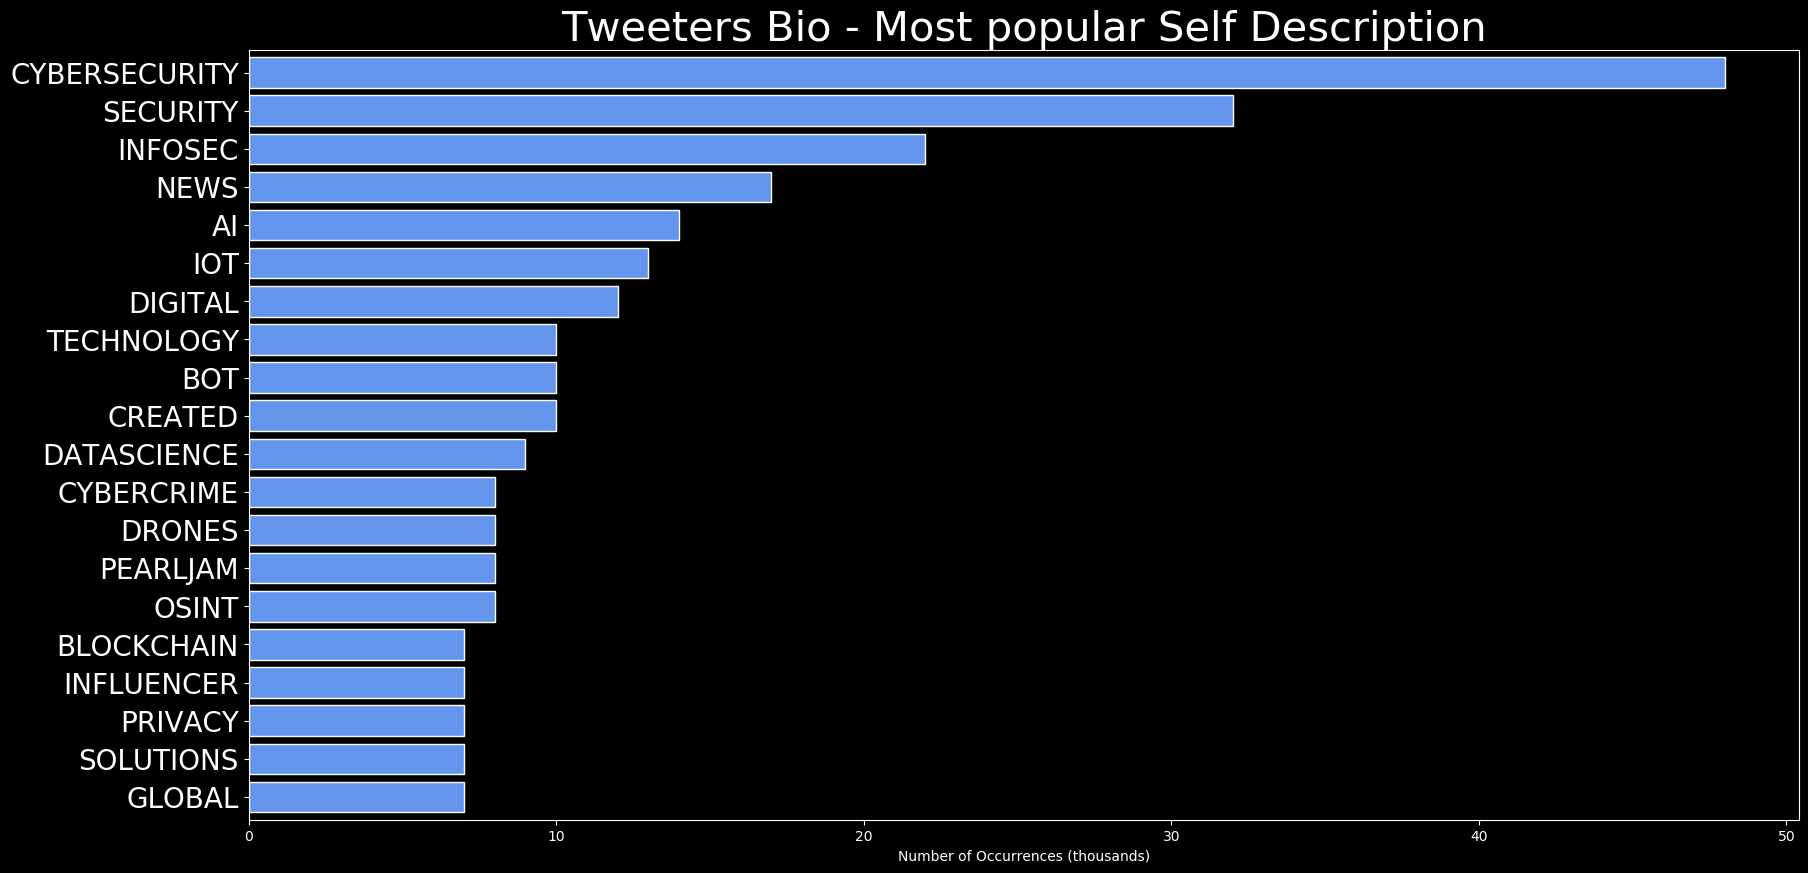 Tweeters Bio - Most popular Self Description
CYBERSECURITY
SECURITY
INFOSEC
NEWS
AI
IOT
DIGITAL
TECHNOLOGY
BOT
CREATED
DATASCIENCE
CYBERCRIME
DRONES
PEARLJAM
OSINT
BLOCKCHAIN
INFLUENCER
PRIVACY
SOLUTIONS
GLOBAL
0 10 20 30 40 50
Number of Occurrences (thousands)